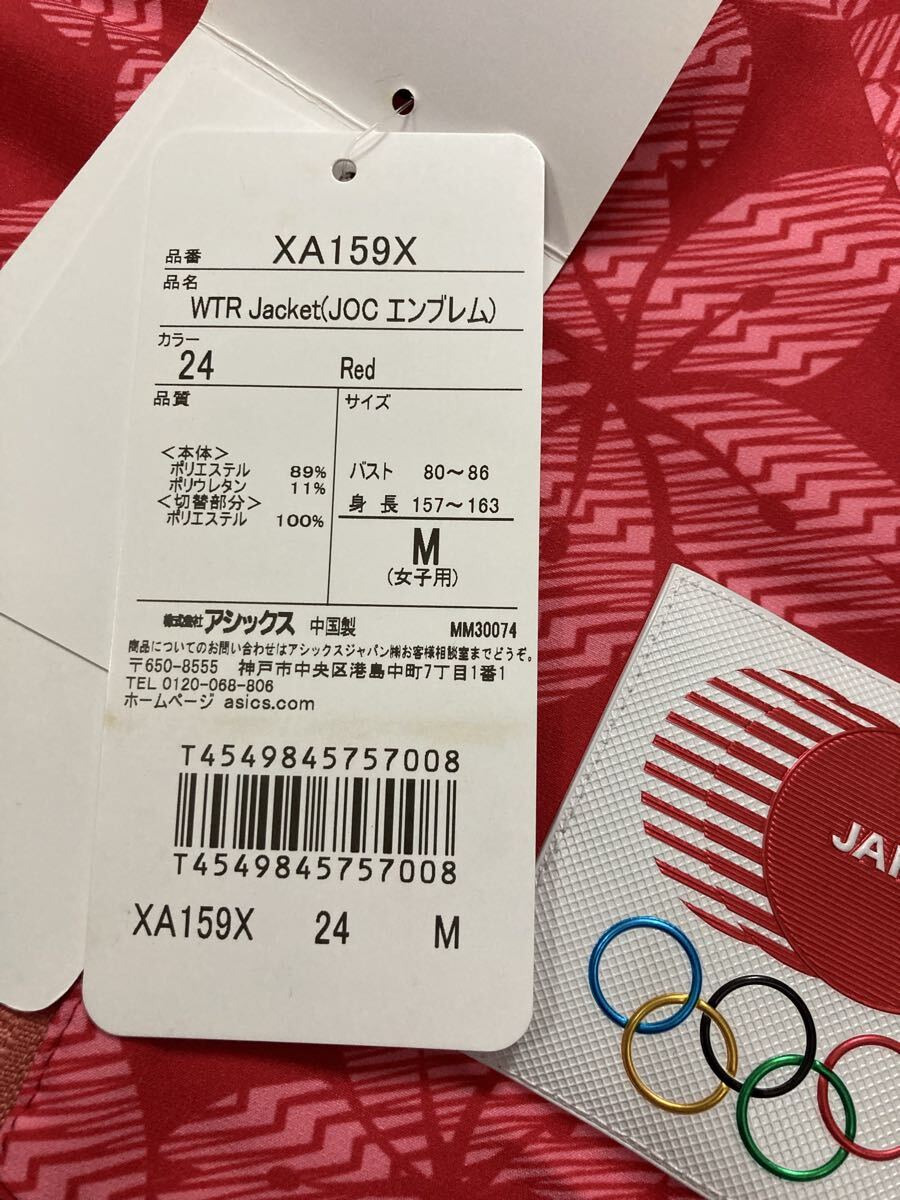 品番 XA159X
品名
WTR Jacket(JOC エンブレム)
カラー
24 Red
品質
<本体>
ポリエステル 89%
ポリウレタン 11%
<切替部分>
ポリエステル 100%
サイズ
バスト 80～86
身長 157～163
M
(女子用)
株式会社アシックス 中国製 MM30074
商品についてのお問い合わせはアシックスジャパン㈱お客様相談室までどうぞ。
〒650-8555 神戸市中央区港島中町7丁目1番1
TEL 0120-068-806
ホームページ asics.com
T4549845757008
T4549845757008
XA159X 24 M